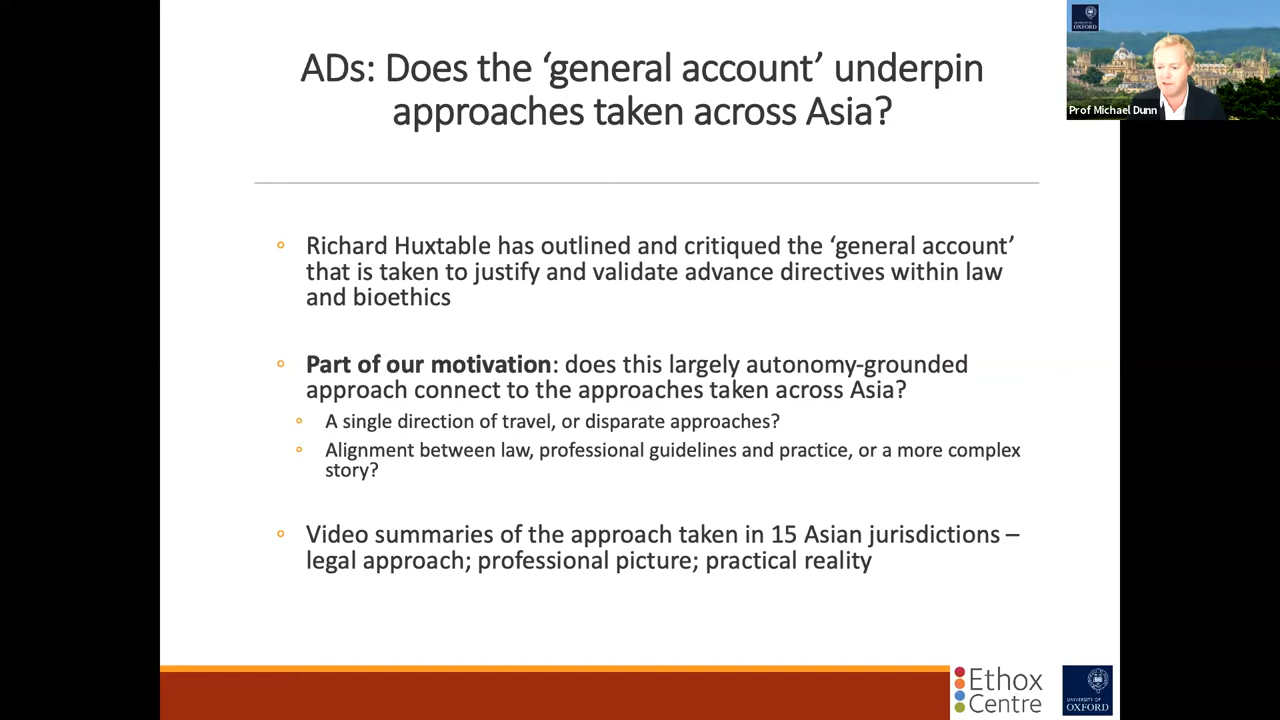 ADs: Does the ‘general account’ underpin
approaches taken across Asia?
UNIVERSITY OF
OXFORD
Prof Michael Dunn
Richard Huxtable has outlined and critiqued the ‘general account’
that is taken to justify and validate advance directives within law
and bioethics
Part of our motivation: does this largely autonomy-grounded
approach connect to the approaches taken across Asia?
A single direction of travel, or disparate approaches?
Alignment between law, professional guidelines and practice, or a more complex
story?
Video summaries of the approach taken in 15 Asian jurisdictions –
legal approach; professional picture; practical reality
Ethox
Centre
UNIVERSITY OF
OXFORD